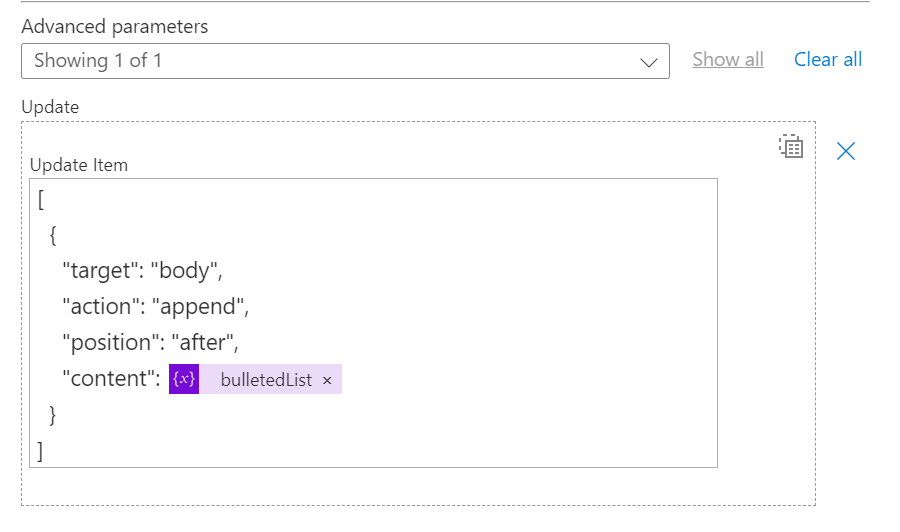 Advanced parameters
Showing 1 of 1 Show all Clear all
Update
Update Item
[
{
"target": "body",
"action": "append",
"position": "after",
"content": {x} bulletedList ×
}
]